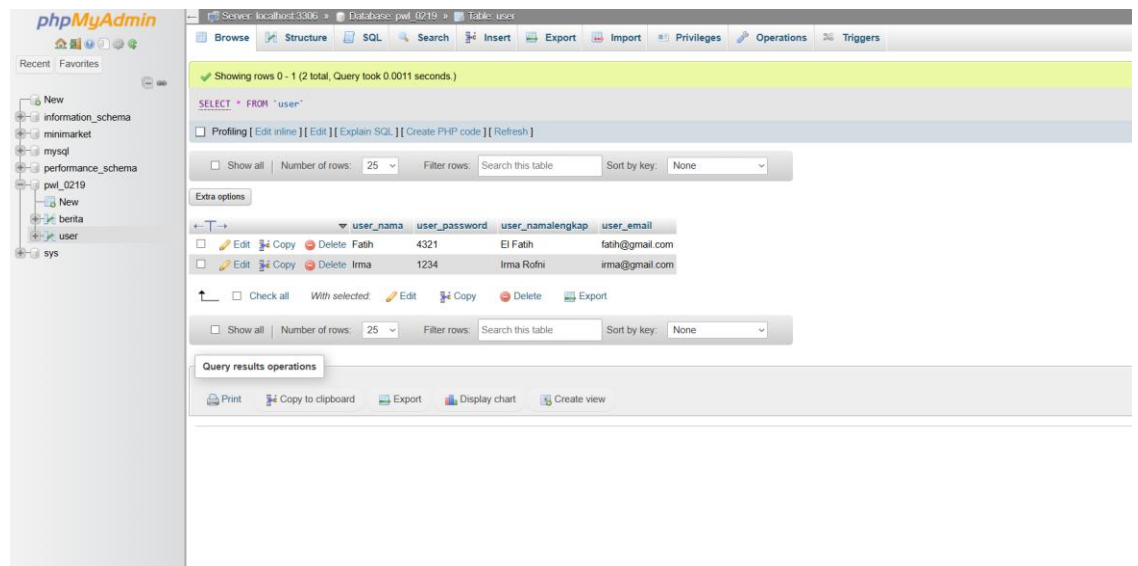 phpMyAdmin
Recent Favorites
New
information_schema
minimarket
mysql
performance_schema
pwl_0219
New
berita
user
sys
Server: localhost:3306 » Database: pwl_0219 » Table: user
Browse Structure SQL Search Insert Export Import Privileges Operations Triggers
Showing rows 0 - 1 (2 total, Query took 0.0011 seconds.)
SELECT * FROM `user`
Profiling [ Edit inline ] [ Edit ] [ Explain SQL ] [ Create PHP code ] [ Refresh ]
Show all | Number of rows: 25 Filter rows: Search this table Sort by key: None
Extra options
←T→ user_nama user_password user_namalengkap user_email
Edit Copy Delete Fatih 4321 El Fatih fatih@gmail.com
Edit Copy Delete Irma 1234 Irma Rofni irma@gmail.com
Check all With selected: Edit Copy Delete Export
Show all | Number of rows: 25 Filter rows: Search this table Sort by key: None
Query results operations
Print Copy to clipboard Export Display chart Create view